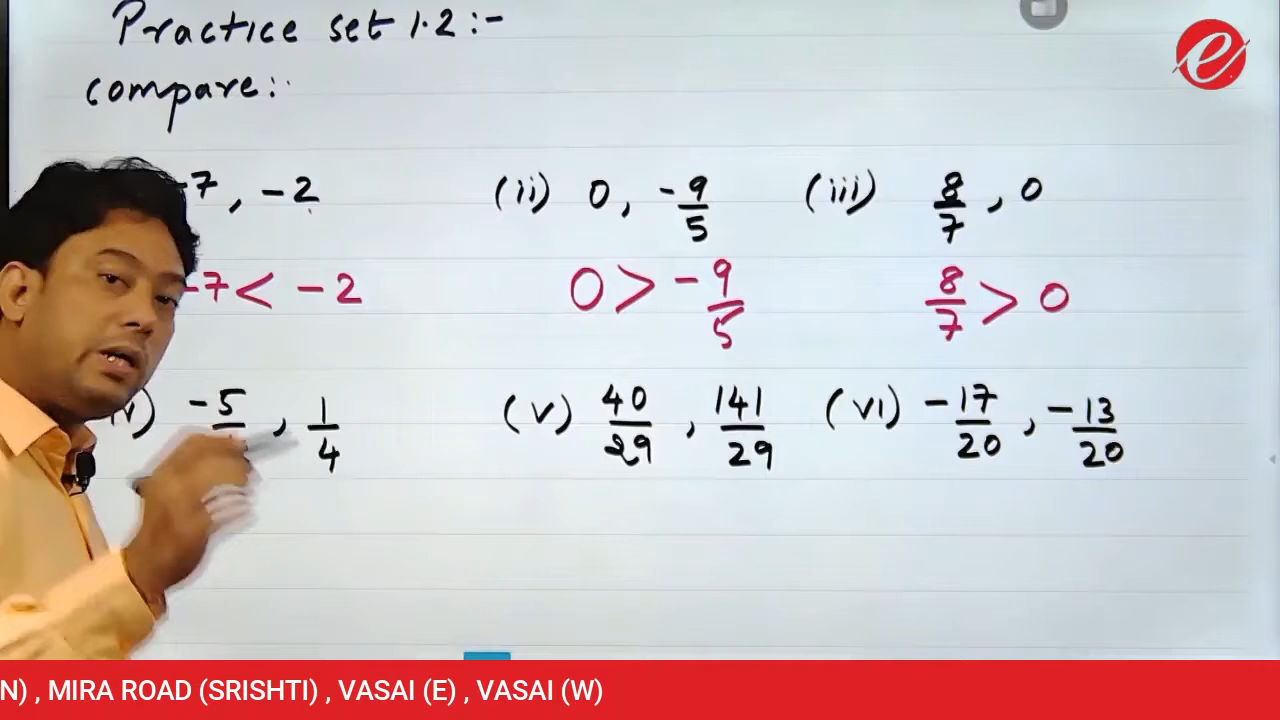 Practice set 1.2 :-
compare:-
-7 , -2 (ii) 0 , -9/5 (iii) 8/7 , 0
-7 < -2 0 > -9/5 8/7 > 0
-5 , 1/4 (v) 40/29 , 141/29 (vi) -17/20 , -13/20
N) , MIRA ROAD (SRISHTI) , VASAI (E) , VASAI (W)